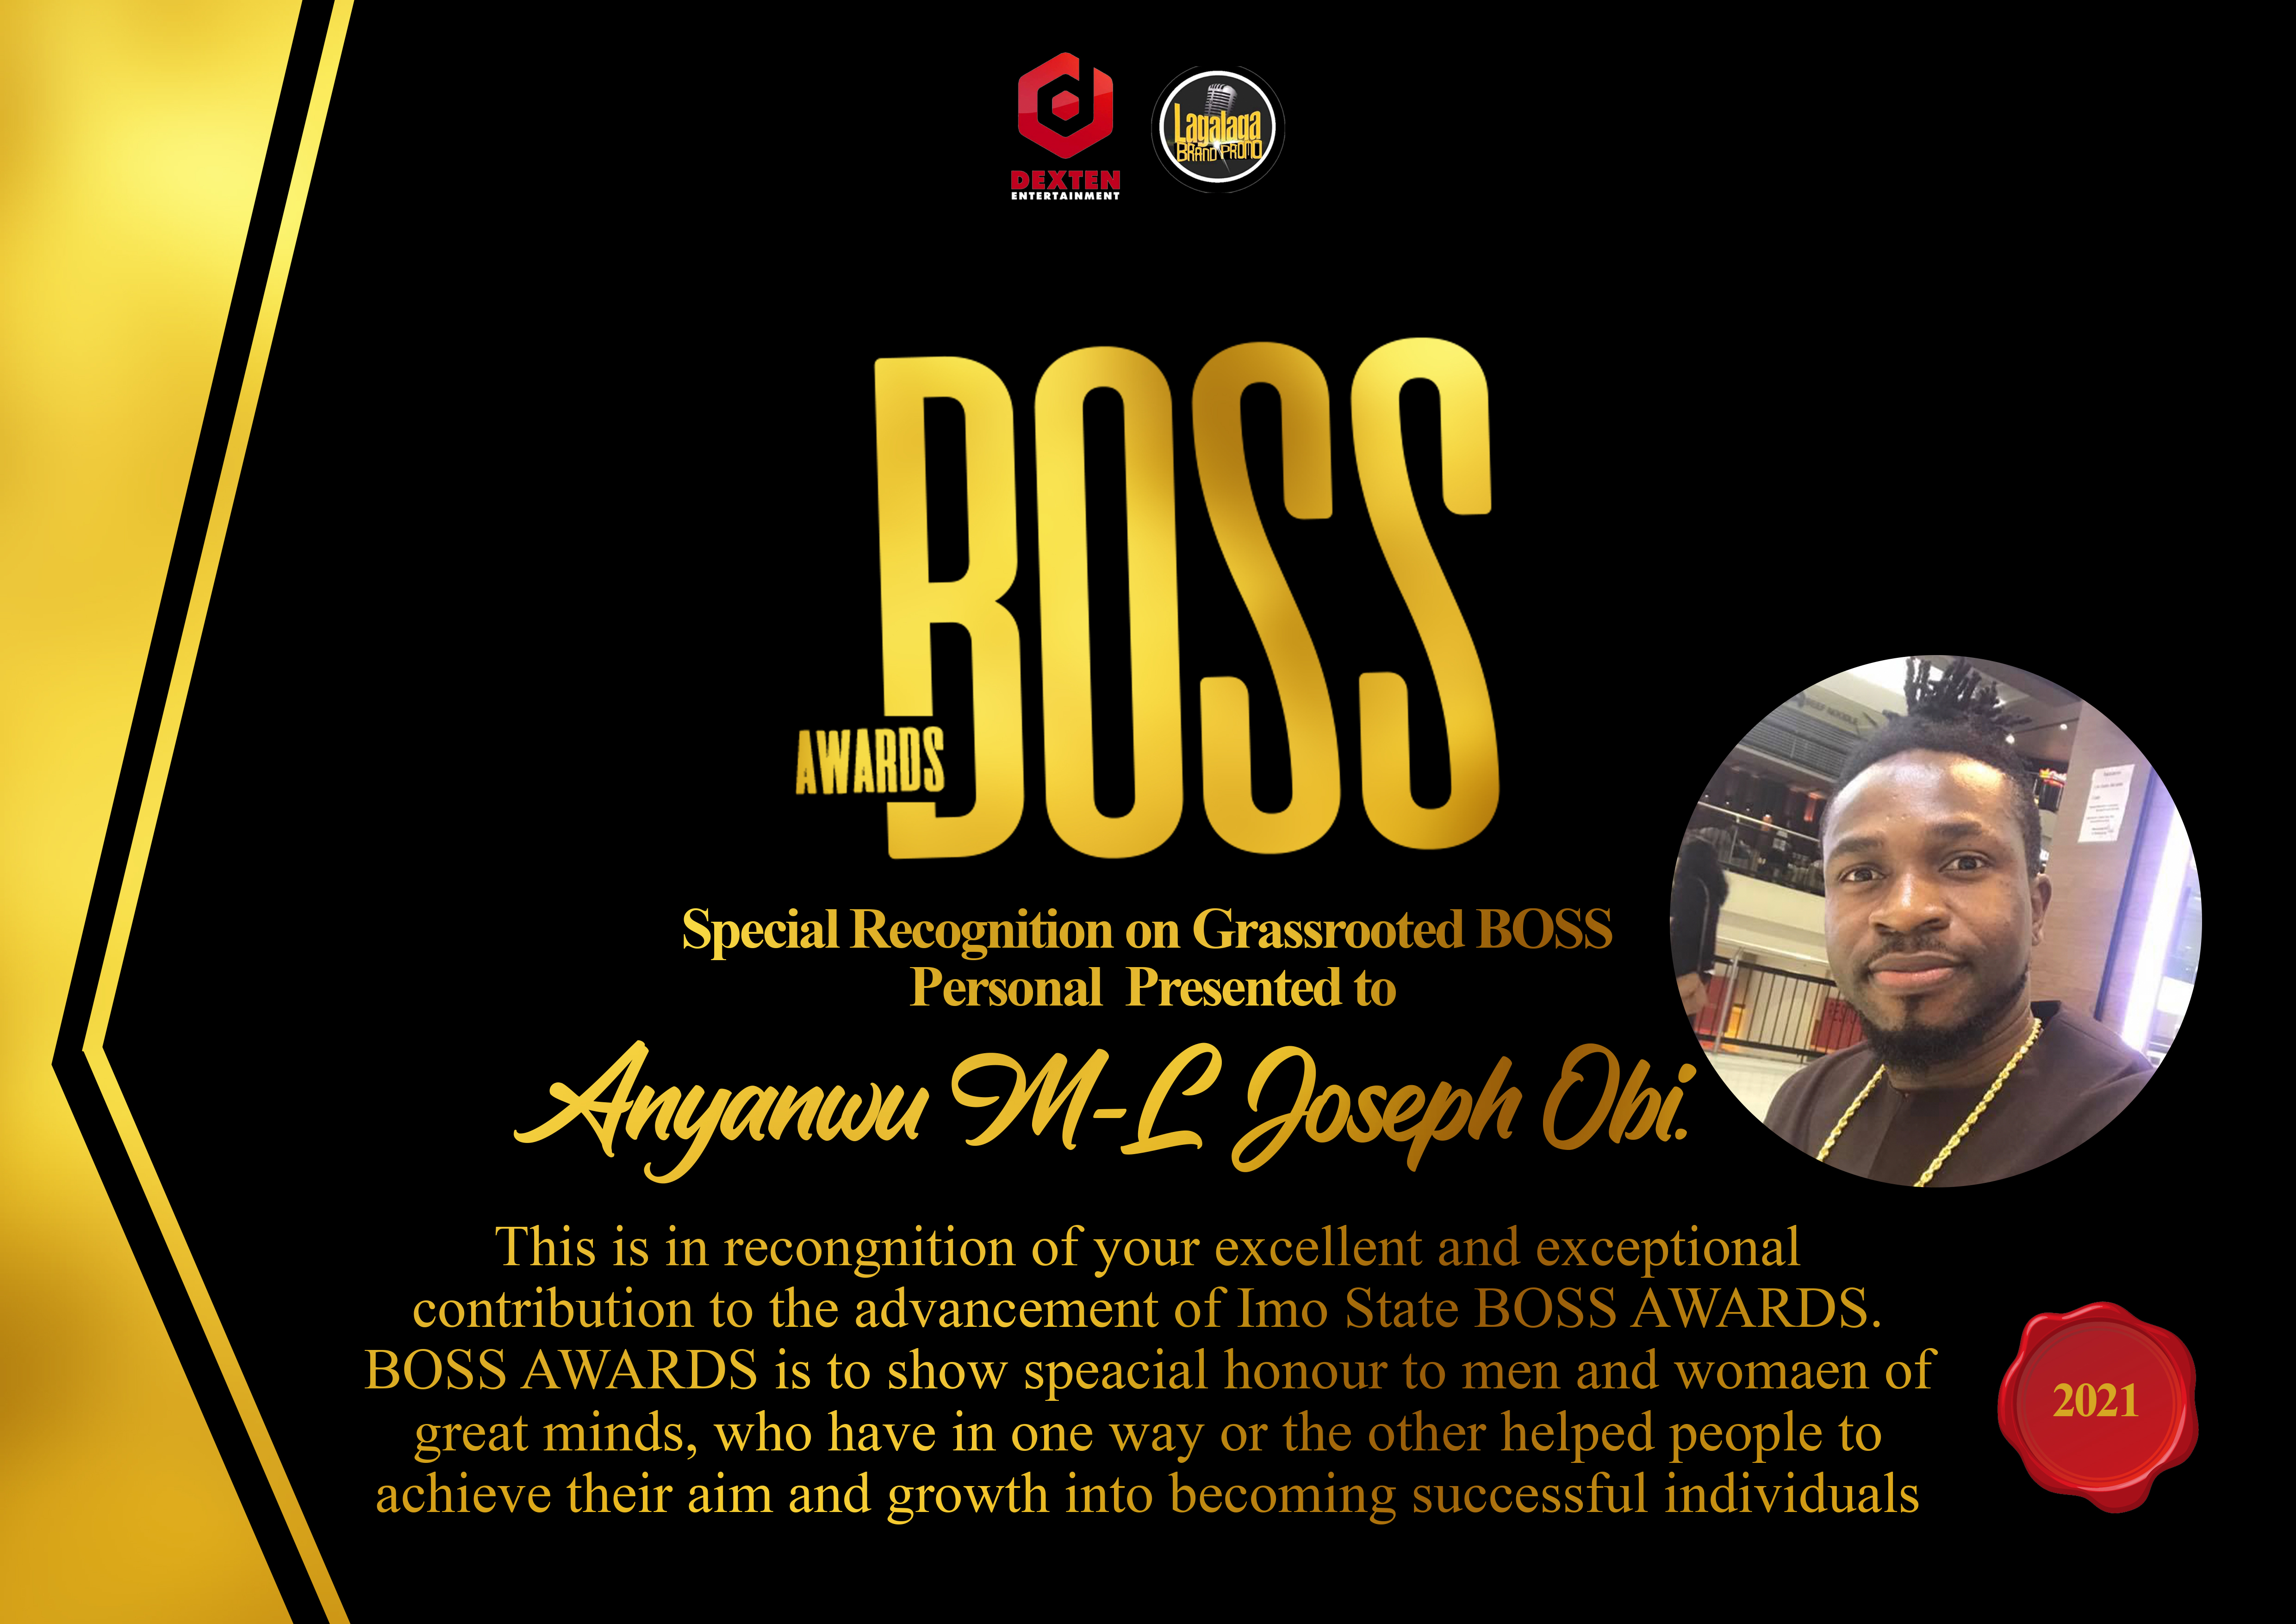 DEXTEN
ENTERTAINMENT
Lagalaga
BRAND PROMO
BOSS
AWARDS
Special Recognition on Grassrooted BOSS
Personal Presented to
Anyanwu M-L Joseph Obi.
This is in recongnition of your excellent and exceptional
contribution to the advancement of Imo State BOSS AWARDS.
BOSS AWARDS is to show speacial honour to men and womaen of
great minds, who have in one way or the other helped people to
achieve their aim and growth into becoming successful individuals
2021